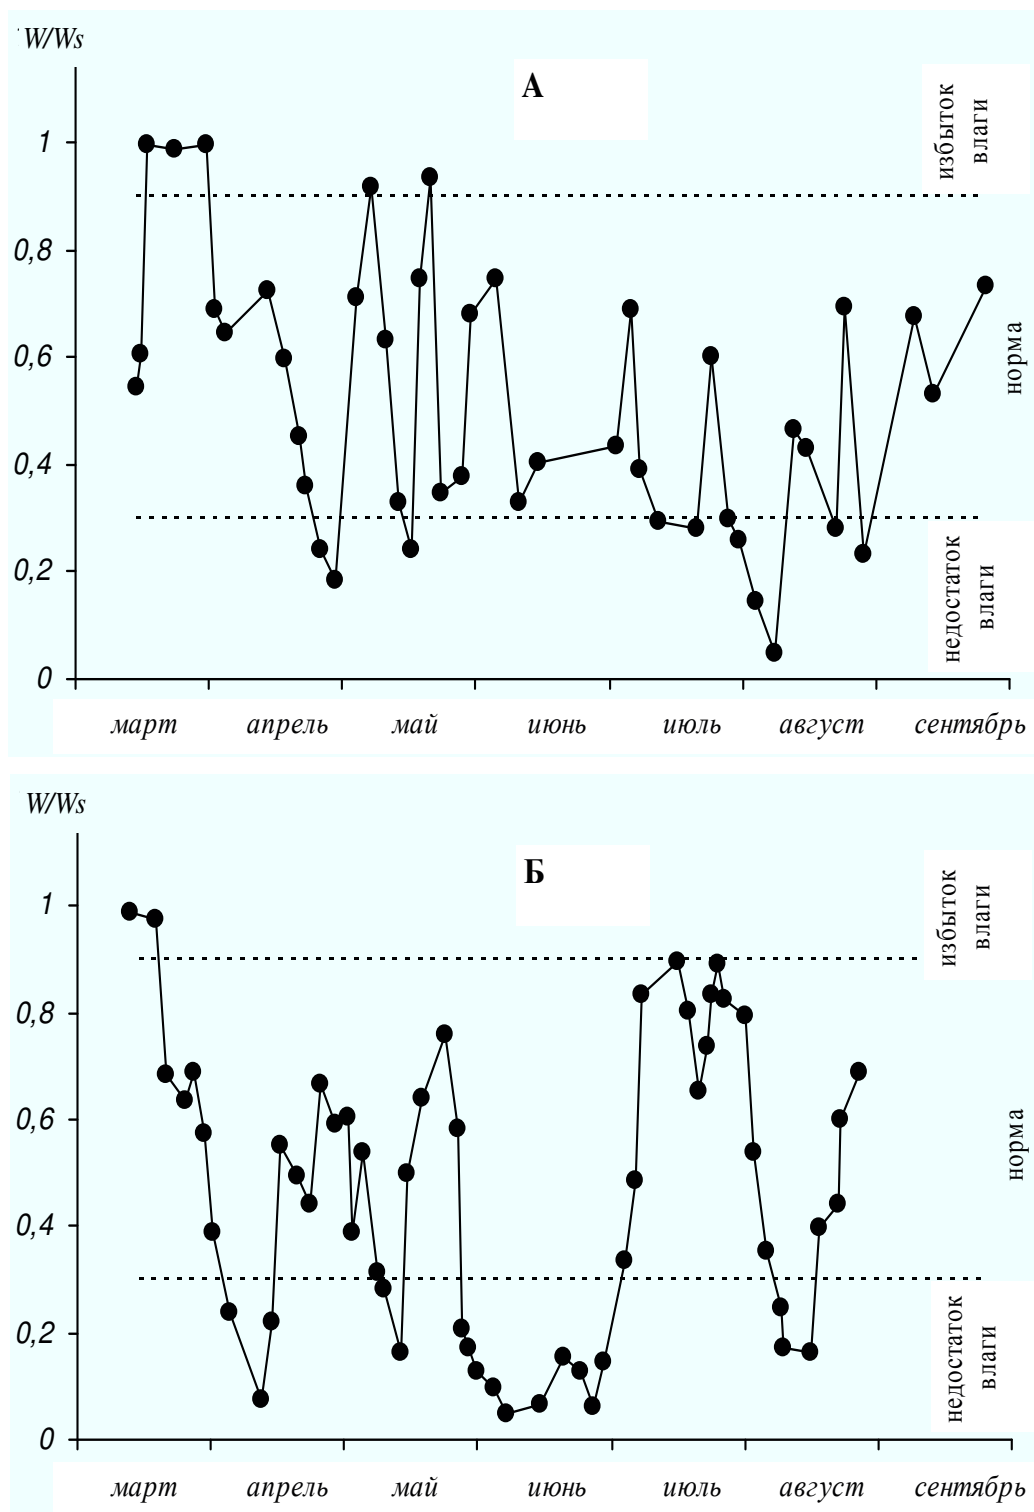 W/Ws
А
избыток
влаги
1
0,8
0,6
норма
0,4
0,2
недостаток
влаги
0
март апрель май июнь июль август сентябрь
W/Ws
Б
избыток
влаги
1
0,8
0,6
норма
0,4
0,2
недостаток
влаги
0
март апрель май июнь июль август сентябрь